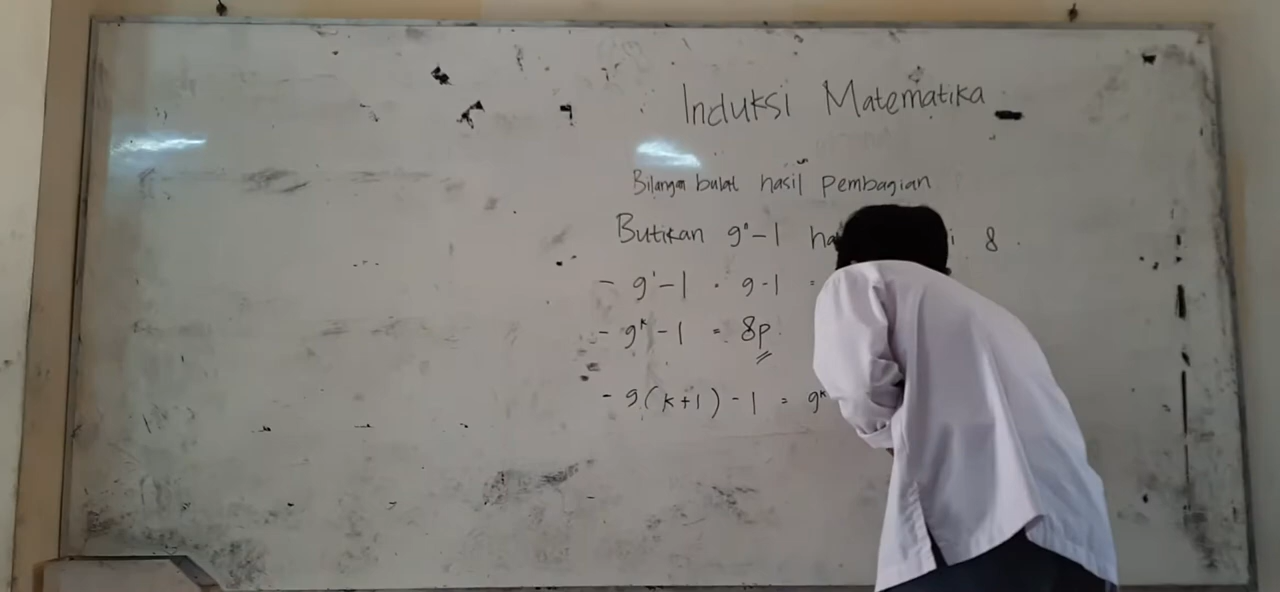 Induksi Matematika
Bilangan bulat hasil pembagian
Butikan 9ⁿ-1 ha i 8.
- 9¹-1 = 9-1 =
- 9ᵏ-1 = 8p
- 9(k+1)-1 = 9ᵏ